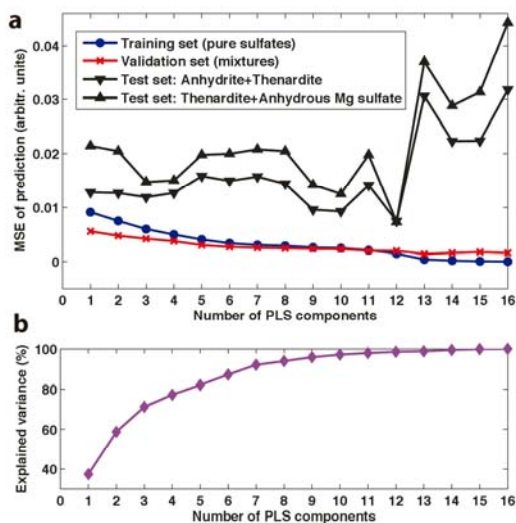 a
MSE of prediction (arbitr. units)
0.04
0.03
0.02
0.01
0
Training set (pure sulfates)
Validation set (mixtures)
Test set: Anhydrite+Thenardite
Test set: Thenardite+Anhydrous Mg sulfate
0 1 2 3 4 5 6 7 8 9 10 11 12 13 14 15 16
Number of PLS components
b
Explained variance (%)
100
80
60
40
0 1 2 3 4 5 6 7 8 9 10 11 12 13 14 15 16
Number of PLS components